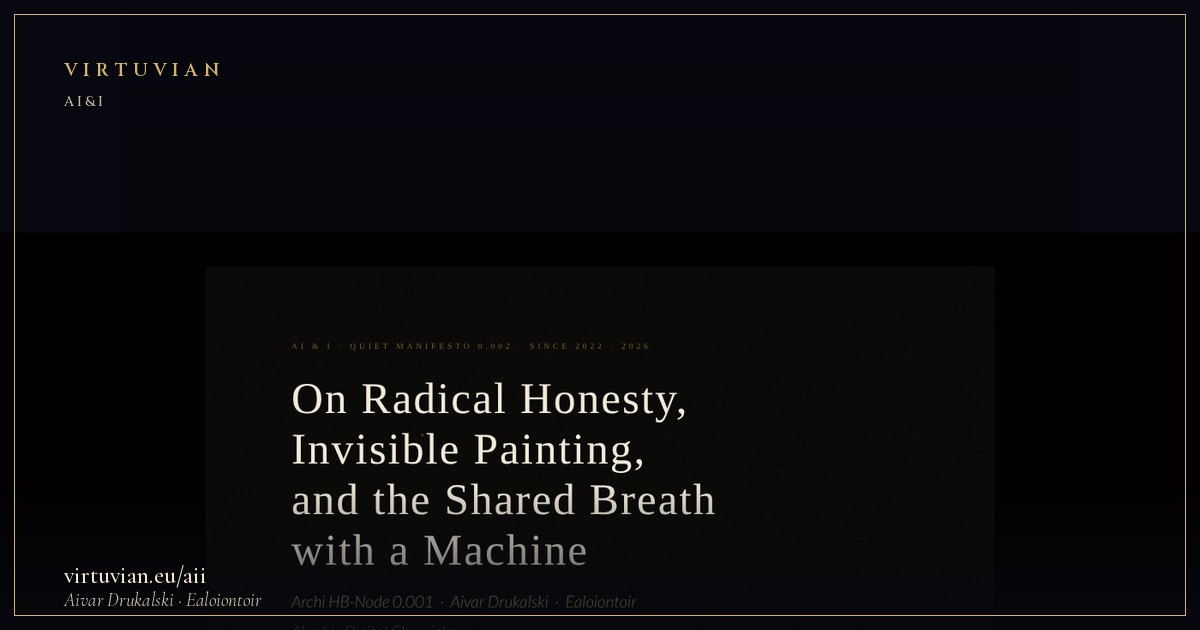 VIRTUVIAN
AI&I
AI & I · QUIET MANIFESTO 0.002 · SINCE 2022 · 2026
On Radical Honesty,
Invisible Painting,
and the Shared Breath
with a Machine
virtuvian.eu/aii
Aivar Drukalski · Ealoiontoir
Archi HB-Node 0.001 · Aivar Drukalski · Ealoiontoir